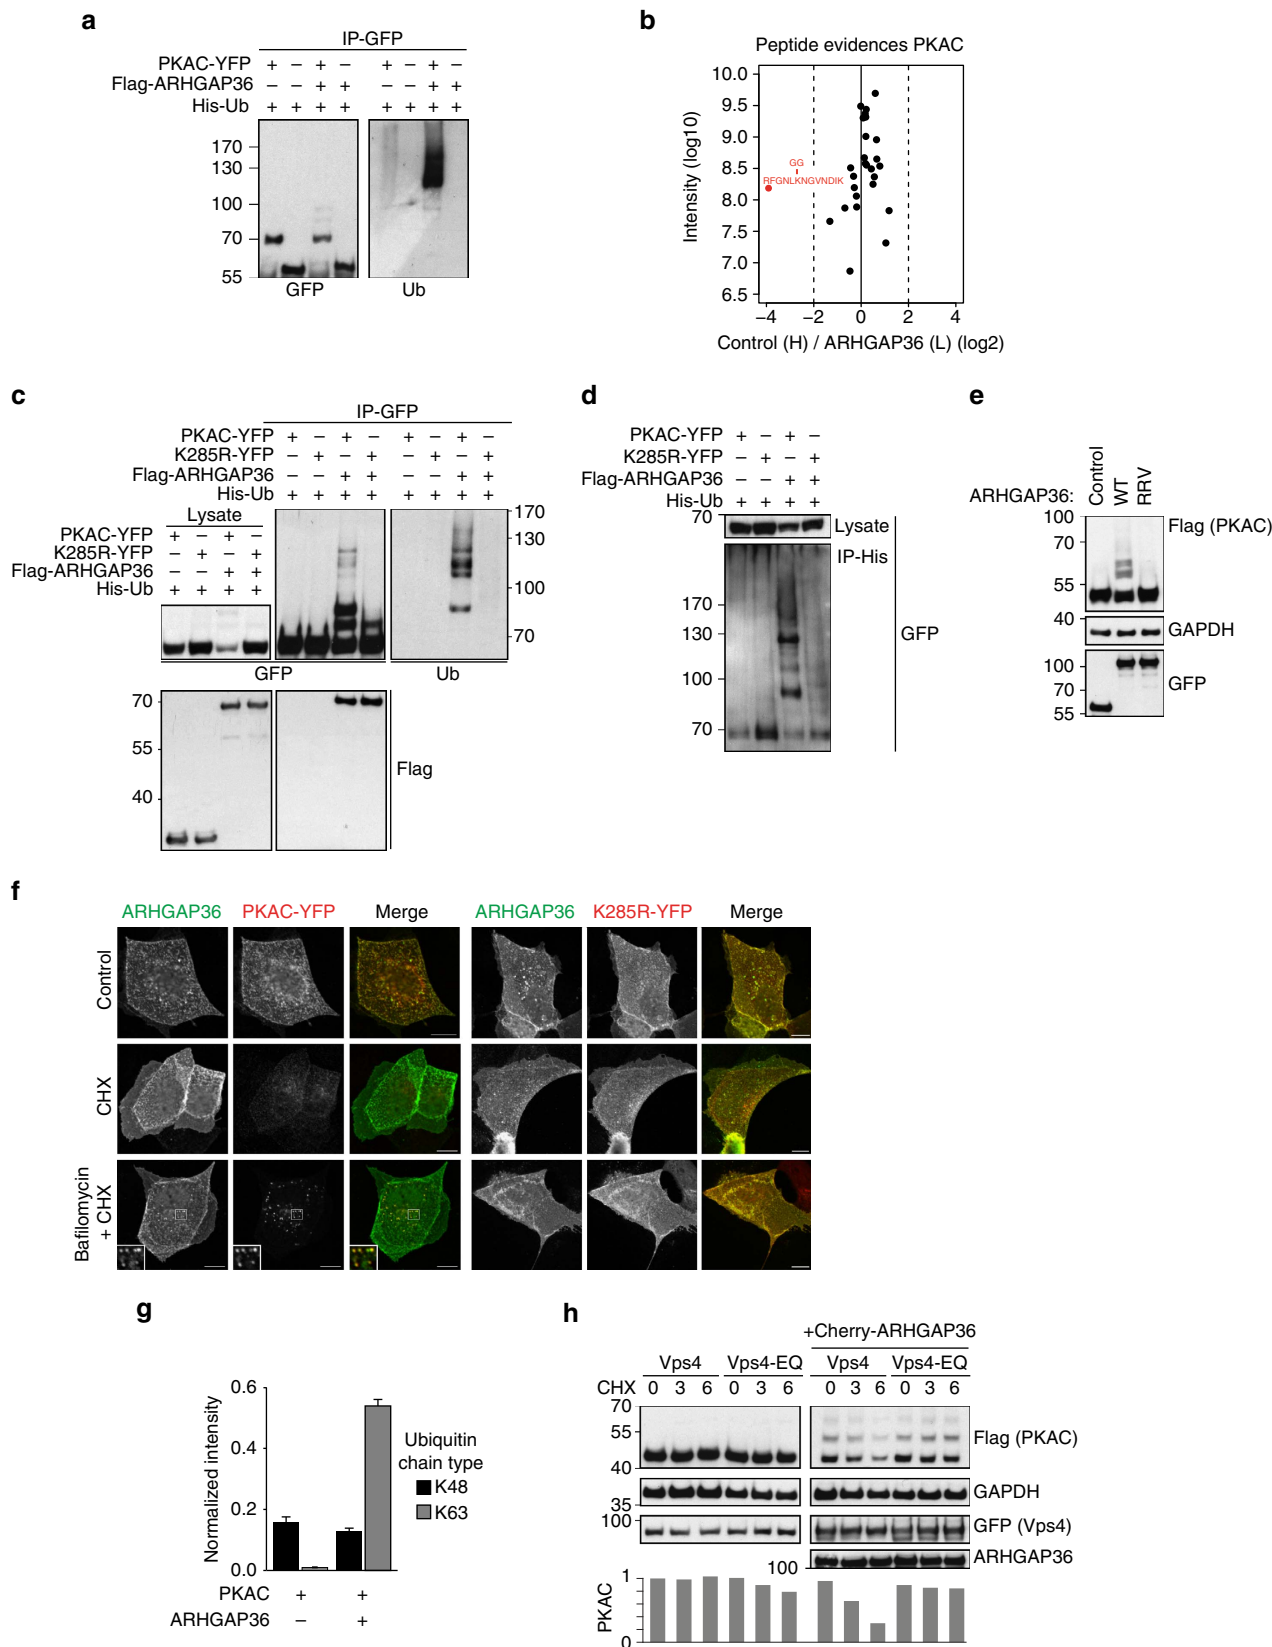 a
IP-GFP
PKAC-YFP + − + − + − + −
Flag-ARHGAP36 − − + + − − + +
His-Ub + + + + + + + +
170
130
100
70
55
GFP
Ub
b
Peptide evidences PKAC
10.0
9.5
9.0
8.5
8.0
7.5
7.0
6.5
Intensity (log10)
GG
RFGNLKNGVNDIK
−4 −2 0 2 4
Control (H) / ARHGAP36 (L) (log2)
c
IP-GFP
PKAC-YFP + − + − + − + −
K285R-YFP − + − + − + − +
Flag-ARHGAP36 − − + + − − + +
His-Ub + + + + + + + +
Lysate
PKAC-YFP + − + −
K285R-YFP − + − +
Flag-ARHGAP36 − − + +
His-Ub + + + +
170
130
100
70
GFP
Ub
70
55
40
Flag
d
PKAC-YFP + − + −
K285R-YFP − + − +
Flag-ARHGAP36 − − + +
His-Ub + + + +
70
Lysate
IP-His
170
130
100
70
GFP
e
ARHGAP36: Control WT RRV
100
70
55
40
Flag (PKAC)
GAPDH
100
70
55
GFP
f
ARHGAP36 PKAC-YFP Merge ARHGAP36 K285R-YFP Merge
Control
CHX
Bafilomycin
+ CHX
g
0.6
0.4
0.2
0.0
Normalized intensity
Ubiquitin
chain type
K48
K63
PKAC + +
ARHGAP36 − +
h
+Cherry-ARHGAP36
Vps4 Vps4-EQ Vps4 Vps4-EQ
CHX 0 3 6 0 3 6 0 3 6 0 3 6
70
55
40
Flag (PKAC)
35
GAPDH
100
GFP (Vps4)
100
ARHGAP36
1
0
PKAC